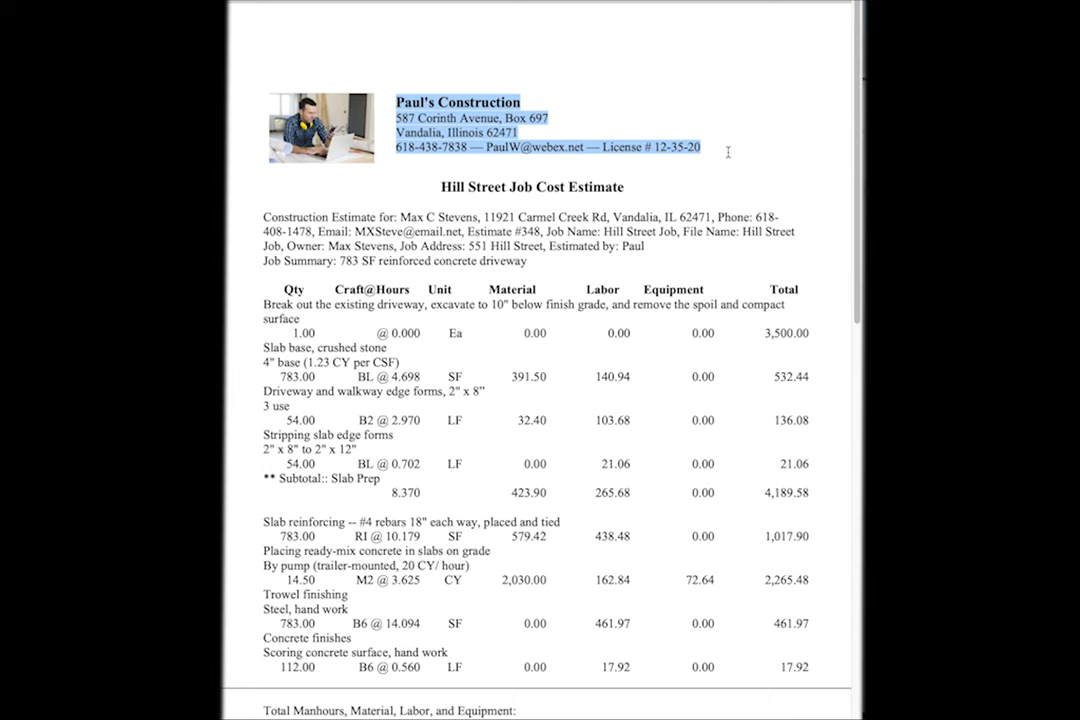 Paul's Construction
587 Corinth Avenue, Box 697
Vandalia, Illinois 62471
618-438-7838 — PaulW@webex.net — License # 12-35-20
Hill Street Job Cost Estimate
Construction Estimate for: Max C Stevens, 11921 Carmel Creek Rd, Vandalia, IL 62471, Phone: 618-
408-1478, Email: MXSteve@email.net, Estimate #348, Job Name: Hill Street Job, File Name: Hill Street
Job, Owner: Max Stevens, Job Address: 551 Hill Street, Estimated by: Paul
Job Summary: 783 SF reinforced concrete driveway
Qty Craft@Hours Unit Material Labor Equipment Total
Break out the existing driveway, excavate to 10" below finish grade, and remove the spoil and compact
surface
1.00 @ 0.000 Ea 0.00 0.00 0.00 3,500.00
Slab base, crushed stone
4" base (1.23 CY per CSF)
783.00 BL @ 4.698 SF 391.50 140.94 0.00 532.44
Driveway and walkway edge forms, 2" x 8”
3 use
54.00 B2 @ 2.970 LF 32.40 103.68 0.00 136.08
Stripping slab edge forms
2" x 8" to 2" x 12"
54.00 BL @ 0.702 LF 0.00 21.06 0.00 21.06
** Subtotal:: Slab Prep
8.370 423.90 265.68 0.00 4,189.58
Slab reinforcing -- #4 rebars 18" each way, placed and tied
783.00 RI @ 10.179 SF 579.42 438.48 0.00 1,017.90
Placing ready-mix concrete in slabs on grade
By pump (trailer-mounted, 20 CY/ hour)
14.50 M2 @ 3.625 CY 2,030.00 162.84 72.64 2,265.48
Trowel finishing
Steel, hand work
783.00 B6 @ 14.094 SF 0.00 461.97 0.00 461.97
Concrete finishes
Scoring concrete surface, hand work
112.00 B6 @ 0.560 LF 0.00 17.92 0.00 17.92
Total Manhours, Material, Labor, and Equipment: